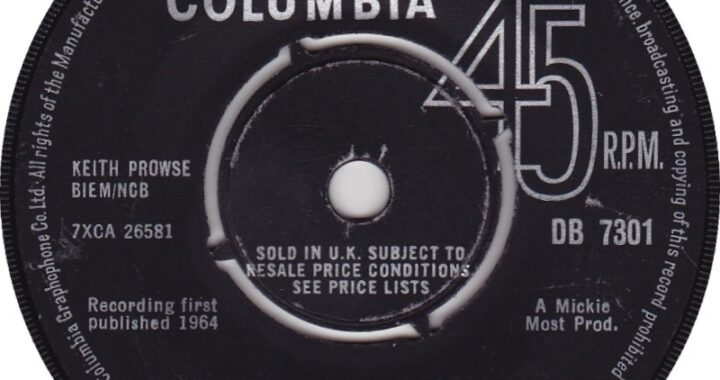 COLUMBIA
45
R.P.M.
KEITH PROWSE
BIEM/NCB
7XCA 26581
DB 7301
SOLD IN U.K. SUBJECT TO
RESALE PRICE CONDITIONS
SEE PRICE LISTS
Recording first
published 1964
A Mickie
Most Prod.
Columbia Graphophone Co. Ltd. All rights of the Manufactur
nce, broadcasting and copying of this record prohibited